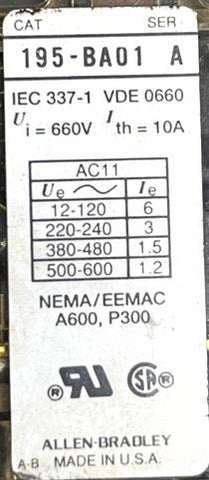 CAT SER
195-BA01 A
IEC 337-1 VDE 0660
Ui = 660V Ith = 10A
AC11
Ue Ie
12-120 6
220-240 3
380-480 1.5
500-600 1.2
NEMA/EEMAC
A600, P300
® UR ® SA
ALLEN-BRADLEY
A-B MADE IN U.S.A.